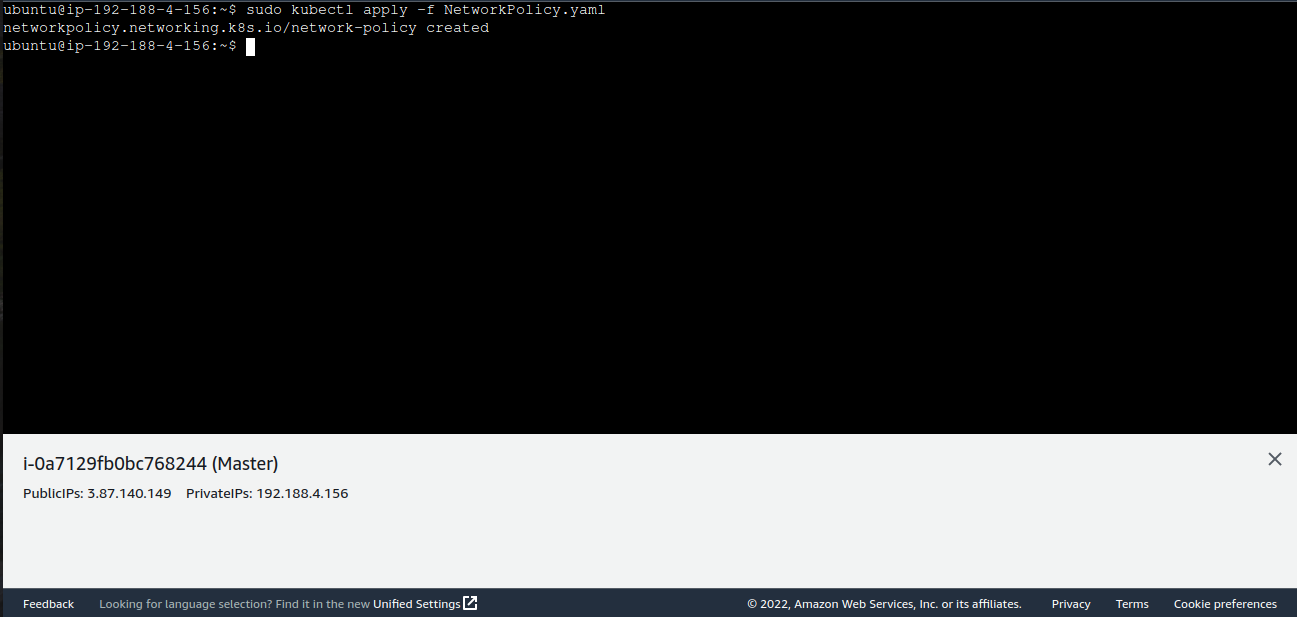 ubuntu@ip-192-188-4-156:~$ sudo kubectl apply -f NetworkPolicy.yaml
networkpolicy.networking.k8s.io/network-policy created
ubuntu@ip-192-188-4-156:~$
i-0a7129fb0bc768244 (Master)
PublicIPs: 3.87.140.149 PrivateIPs: 192.188.4.156
Feedback Looking for language selection? Find it in the new Unified Settings © 2022, Amazon Web Services, Inc. or its affiliates. Privacy Terms Cookie preferences